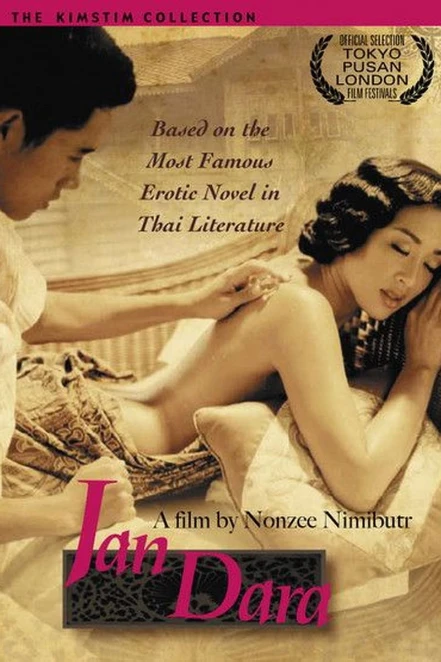 THE KIMSTIM COLLECTION
OFFICIAL SELECTION
TOKYO
PUSAN
LONDON
FILM FESTIVALS
Based on the
Most Famous
Erotic Novel in
Thai Literature
A film by Nonzee Nimibutr
Jan
Dara